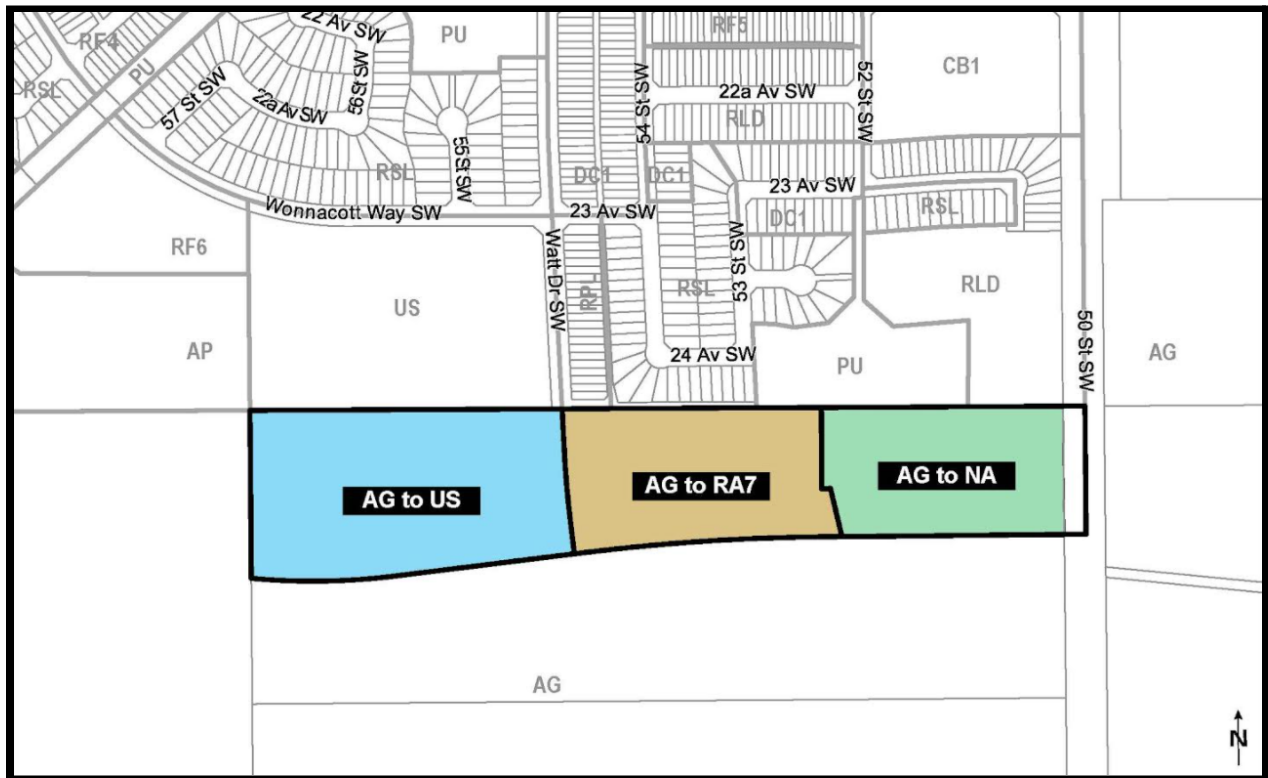 22 Av SW
PU
RF5
RF4
PU
RSL
57 St SW
22a Av SW
56 St SW
54 St SW
52 St SW
CB1
22a Av SW
RLD
55 St SW
RSL
DC1
DC1
23 Av SW
DC1
RSL
Wonnacott Way SW
23 Av SW
RF6
US
Watt Dr SW
RPL
RSL
53 St SW
RLD
AP
24 Av SW
PU
50 St SW
AG
AG to US
AG to RA7
AG to NA
AG
N